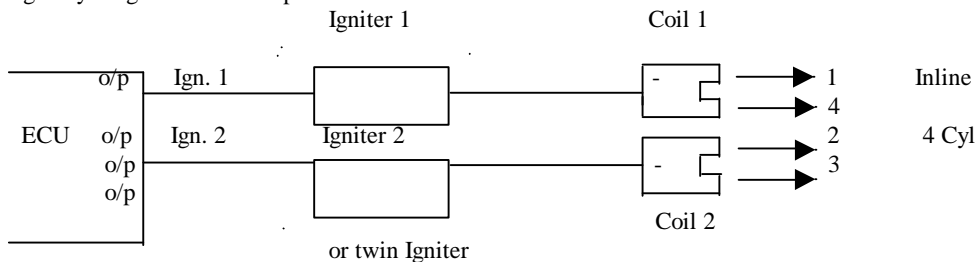 Igniter 1 Coil 1
o/p Ign. 1 - 1 Inline
4
ECU o/p Ign. 2 Igniter 2 2 4 Cyl
o/p - 3
o/p
Coil 2
or twin Igniter